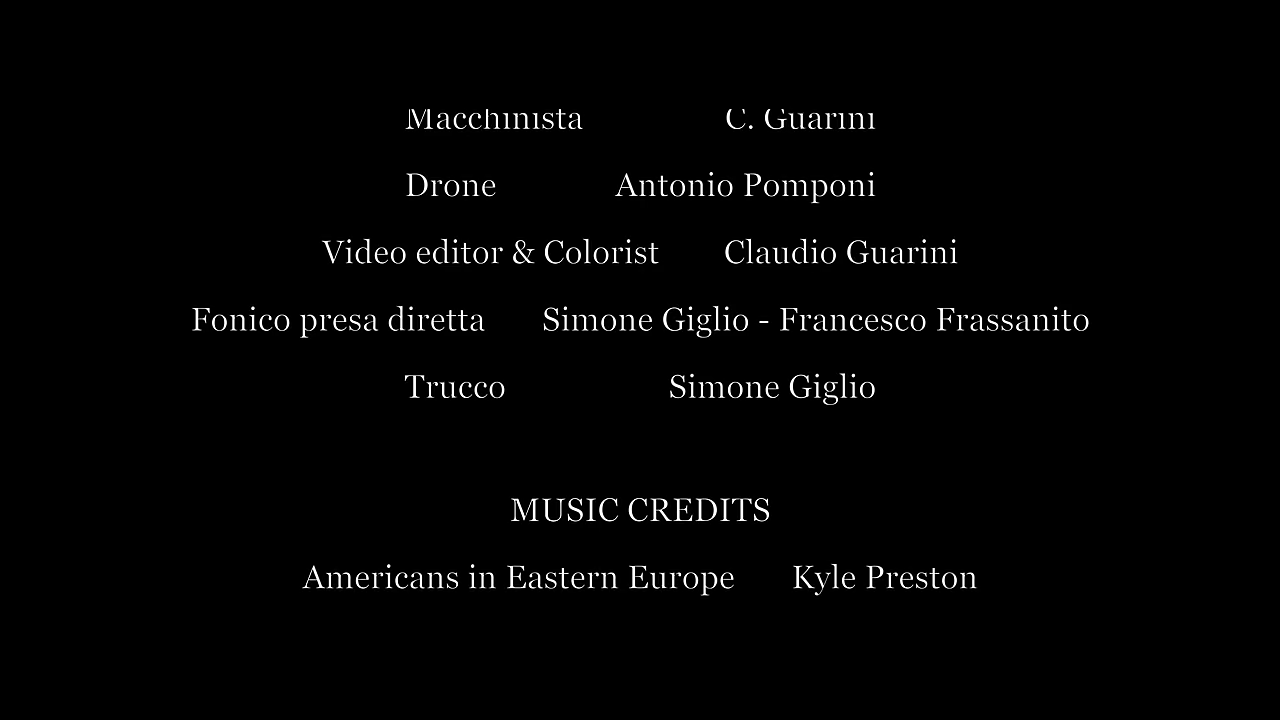 Macchinista C. Guarini
Drone Antonio Pomponi
Video editor & Colorist Claudio Guarini
Fonico presa diretta Simone Giglio - Francesco Frassanito
Trucco Simone Giglio
MUSIC CREDITS
Americans in Eastern Europe Kyle Preston